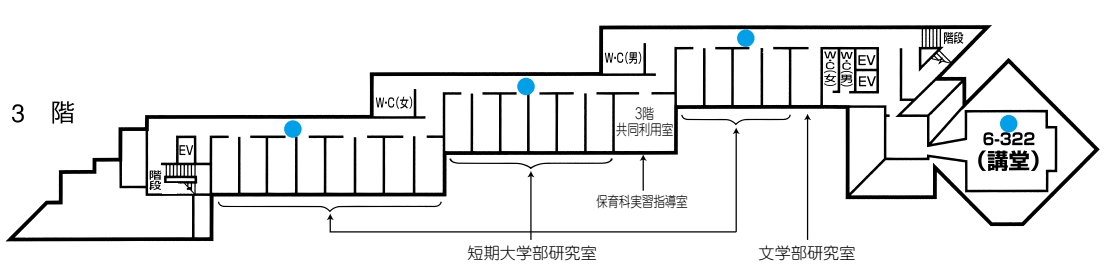 3 階
EV
階段
W・C(女)
W・C(男)
3階
共同利用室
W・C(女)
W・C(男)
EV
EV
階段
6-322
(講堂)
保育科実習指導室
短期大学部研究室
文学部研究室